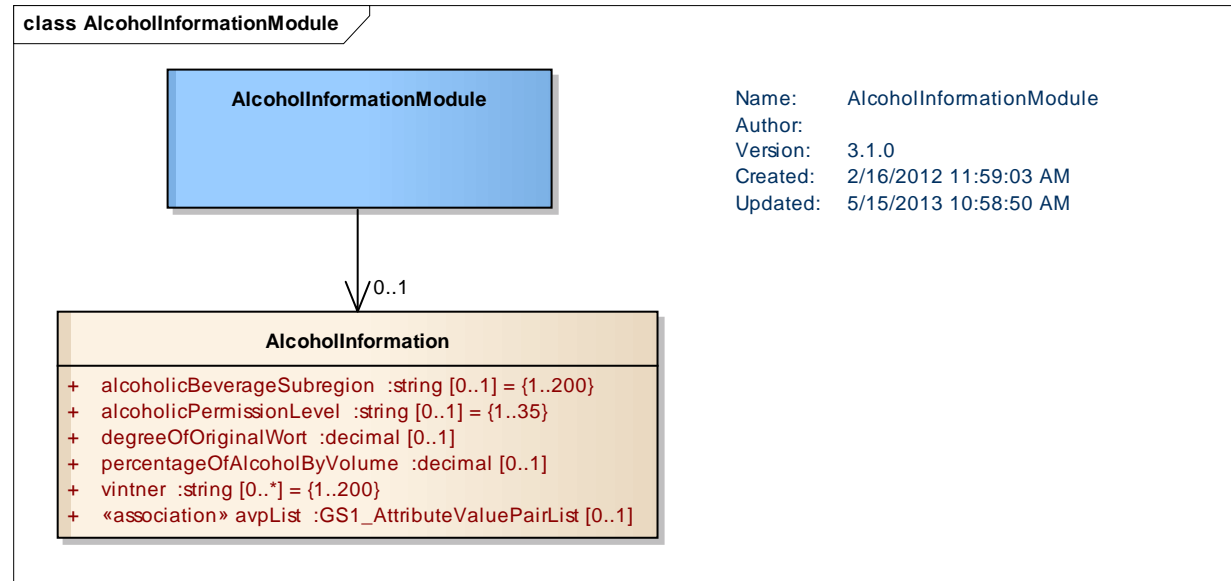 class AlcoholInformationModule
AlcoholInformationModule
Name: AlcoholInformationModule
Author:
Version: 3.1.0
Created: 2/16/2012 11:59:03 AM
Updated: 5/15/2013 10:58:50 AM
0..1
AlcoholInformation
+ alcoholicBeverageSubregion :string [0..1] = {1..200}
+ alcoholicPermissionLevel :string [0..1] = {1..35}
+ degreeOfOriginalWort :decimal [0..1]
+ percentageOfAlcoholByVolume :decimal [0..1]
+ vintner :string [0..*] = {1..200}
+ «association» avpList :GS1_AttributeValuePairList [0..1]